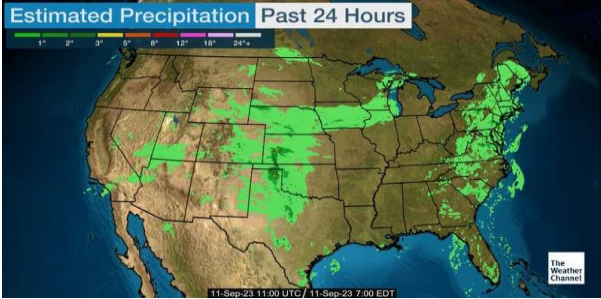 Estimated Precipitation Past 24 Hours
1" 2" 3" 5" 8" 12" 18" 24"+
The
Weather
Channel
11-Sep-23 11:00 UTC / 11-Sep-23 7:00 EDT